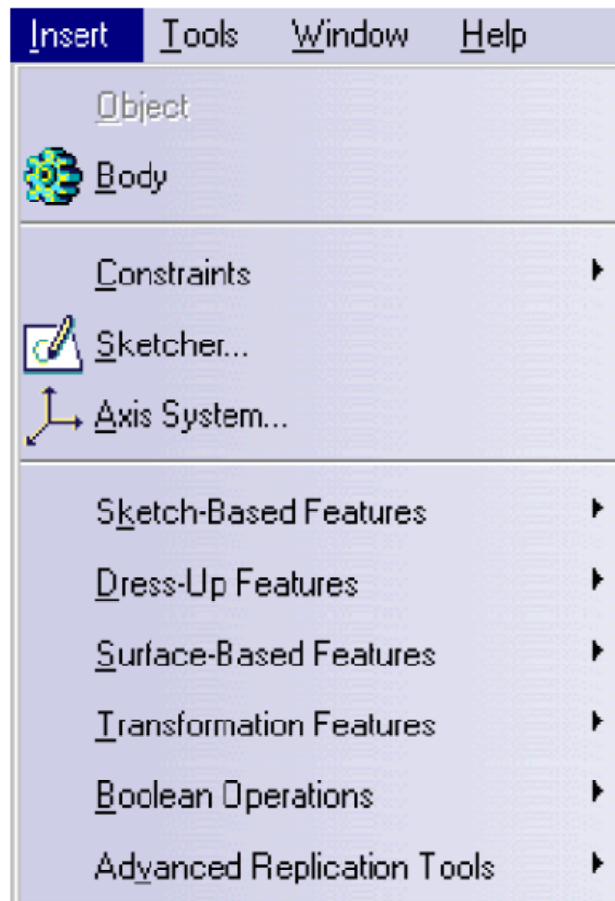 Insert Tools Window Help
Object
Body
Constraints
Sketcher...
Axis System...
Sketch-Based Features
Dress-Up Features
Surface-Based Features
Transformation Features
Boolean Operations
Advanced Replication Tools